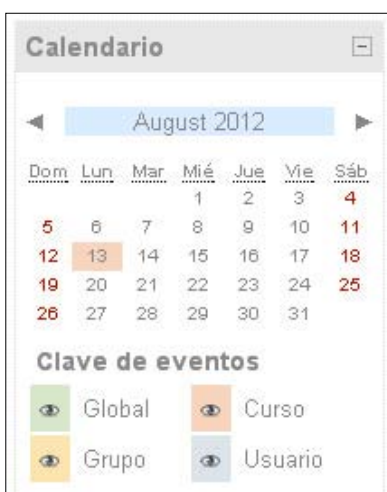 Calendario
August 2012
Dom Lun Mar Mié Jue Vie Sáb
1 2 3 4
5 6 7 8 9 10 11
12 13 14 15 16 17 18
19 20 21 22 23 24 25
26 27 28 29 30 31
Clave de eventos
Global Curso
Grupo Usuario